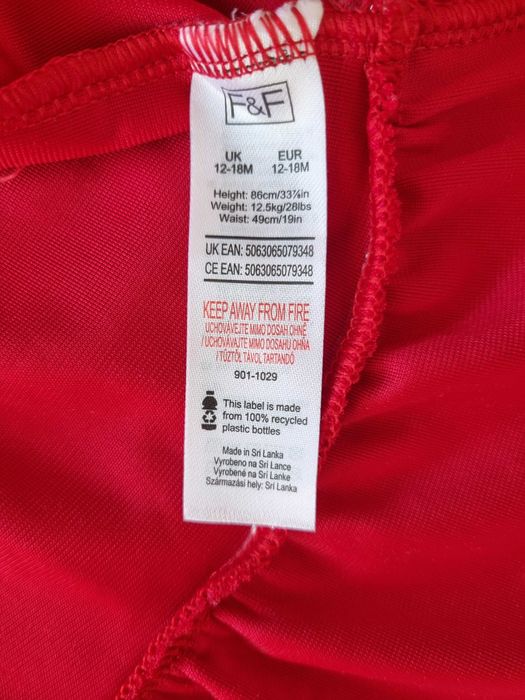 F&F
UK EUR
12-18M 12-18M
Height: 86cm/33⅞in
Weight: 12.5kg/28lbs
Waist: 49cm/19in
UK EAN: 5063065079348
CE EAN: 5063065079348
KEEP AWAY FROM FIRE
UCHOVÁVEJTE MIMO DOSAH OHNĚ
/ UCHOVÁVAJTE MIMO DOSAHU OHŇA
/ TŰZTŐL TÁVOL TARTANDÓ
901-1029
This label is made
from 100% recycled
plastic bottles
Made in Sri Lanka
Vyrobeno na Srí Lance
Vyrobené na Srí Lanke
Származási hely: Srí Lanka